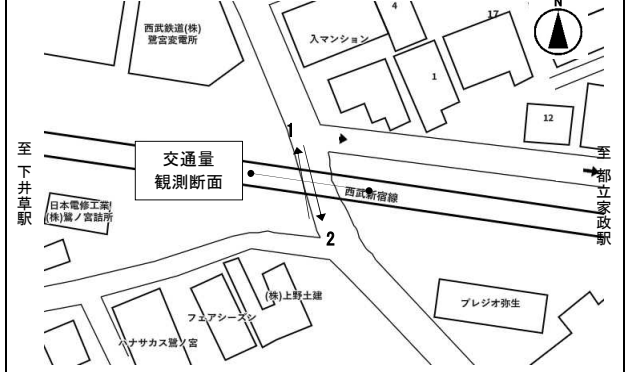 N
西武鉄道(株)
鷺宮変電所
4
17
入マンション
1
12
1
至 下井草駅
交通量
観測断面
西武新宿線
至 都立家政駅
日本電修工業
(株)鷺ノ宮詰所
2
(株)上野土建
フェアシーズン
ハナサカス鷺ノ宮
プレジオ弥生